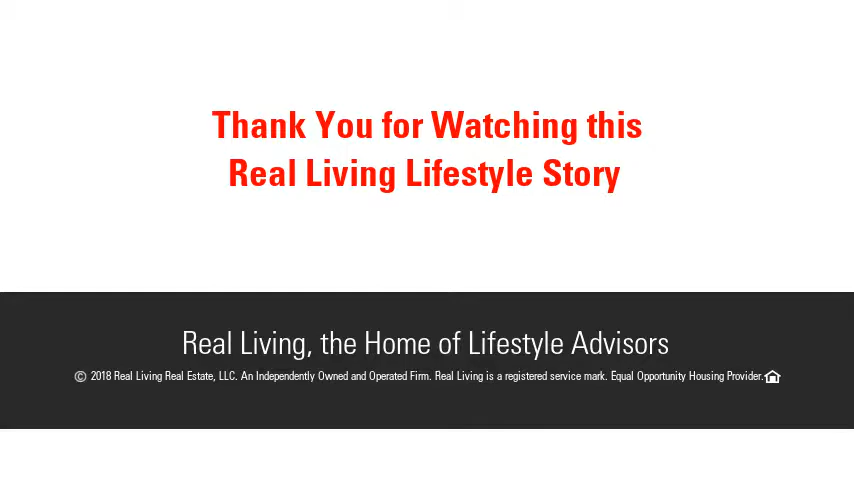 Thank You for Watching this
Real Living Lifestyle Story
Real Living, the Home of Lifestyle Advisors
© 2018 Real Living Real Estate, LLC. An Independently Owned and Operated Firm. Real Living is a registered service mark. Equal Opportunity Housing Provider.